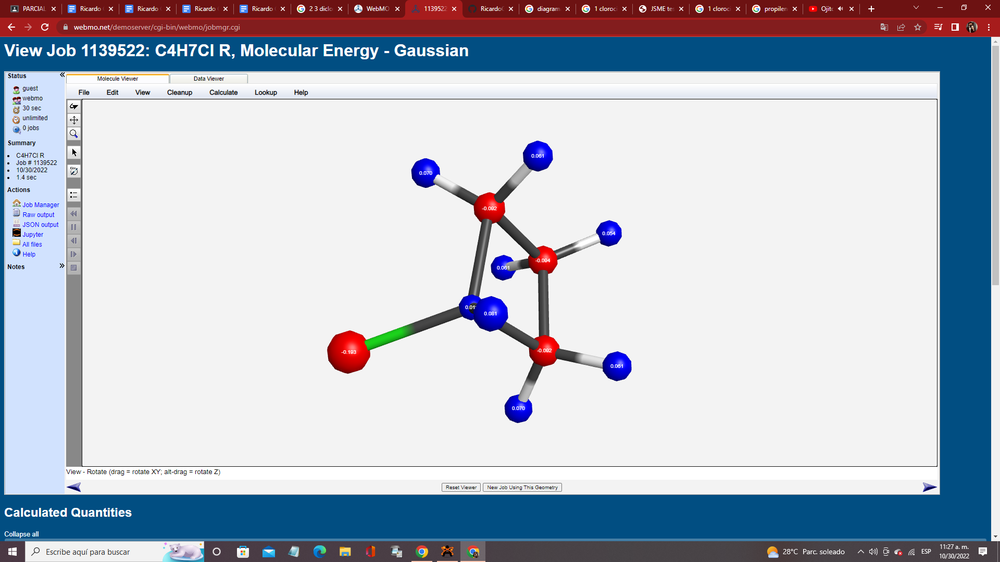 PARCIAL
Ricardo
Ricardo
Ricardo
Ricardo
2 3 diclo
WebMO
1139522
Ricardo
diagram
1 cloroci
JSME tes
1 cloroci
propilen
Ojito
webmo.net/demoserver/cgi-bin/webmo/jobmgr.cgi
View Job 1139522: C4H7Cl R, Molecular Energy - Gaussian
Status
guest
webmo
30 sec
unlimited
0 jobs
Summary
C4H7Cl R
Job # 1139522
10/30/2022
1.4 sec
Actions
Job Manager
Raw output
JSON output
Jupyter
All files
Help
Notes
Molecule Viewer
Data Viewer
File Edit View Cleanup Calculate Lookup Help
0.061
0.070
-0.092
0.054
-0.094
0.061
0.01
0.081
-0.092
-0.193
0.061
0.070
View - Rotate (drag = rotate XY; alt-drag = rotate Z)
Reset Viewer
New Job Using This Geometry
Calculated Quantities
Collapse all
Escribe aquí para buscar
28°C Parc. soleado
ESP
11:27 a. m.
10/30/2022